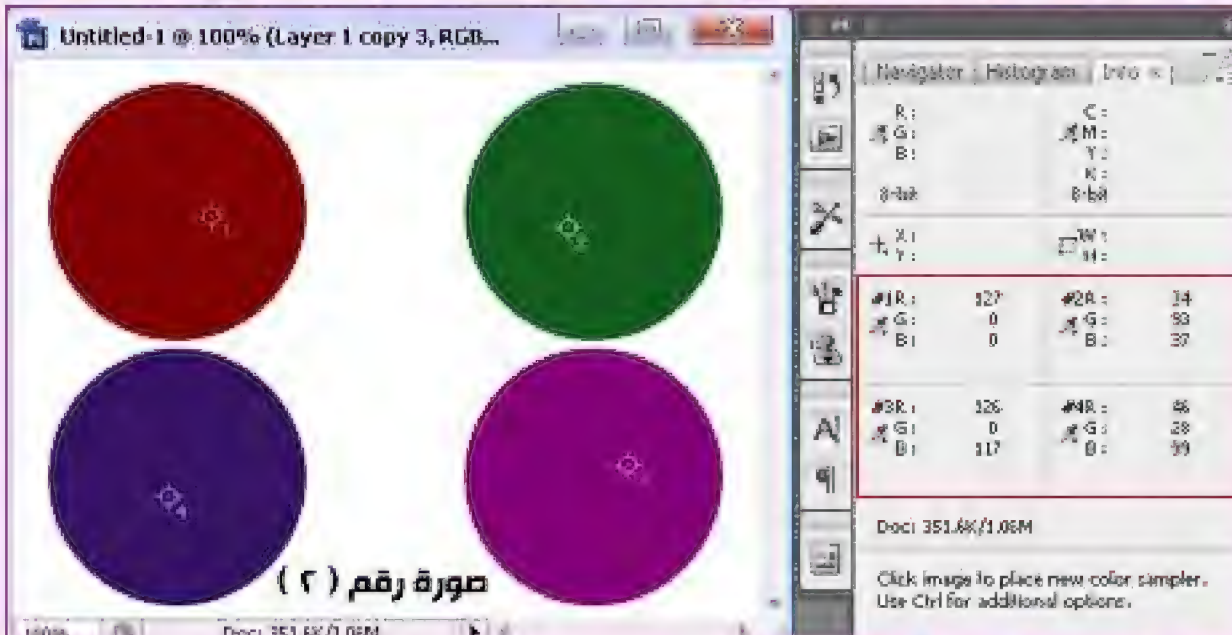 Untitled-1 @ 100% (Layer 1 copy 3, RGB...
صورة رقم ( ٢ )
Doc: 351.6K/1.06M
Navigator Histogram Info
R : C :
G : M :
B : Y :
K :
8-bit 8-bit
X : W :
Y : H :
#1R : 127 #2R :
G : 0 G : 93
B : 0 B : 37
#3R : 126 #4R : 46
G : 0 G : 28
B : 117 B :
Doc: 351.6K/1.06M
Click image to place new color sampler.
Use Ctrl for additional options.